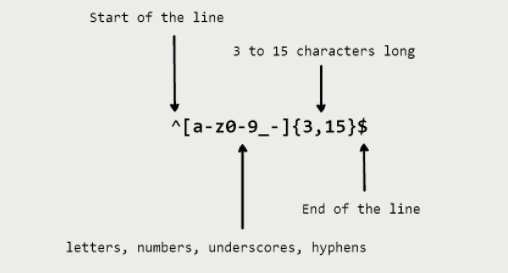 Start of the line
3 to 15 characters long
^[a-z0-9_-]{3,15}$
End of the line
letters, numbers, underscores, hyphens